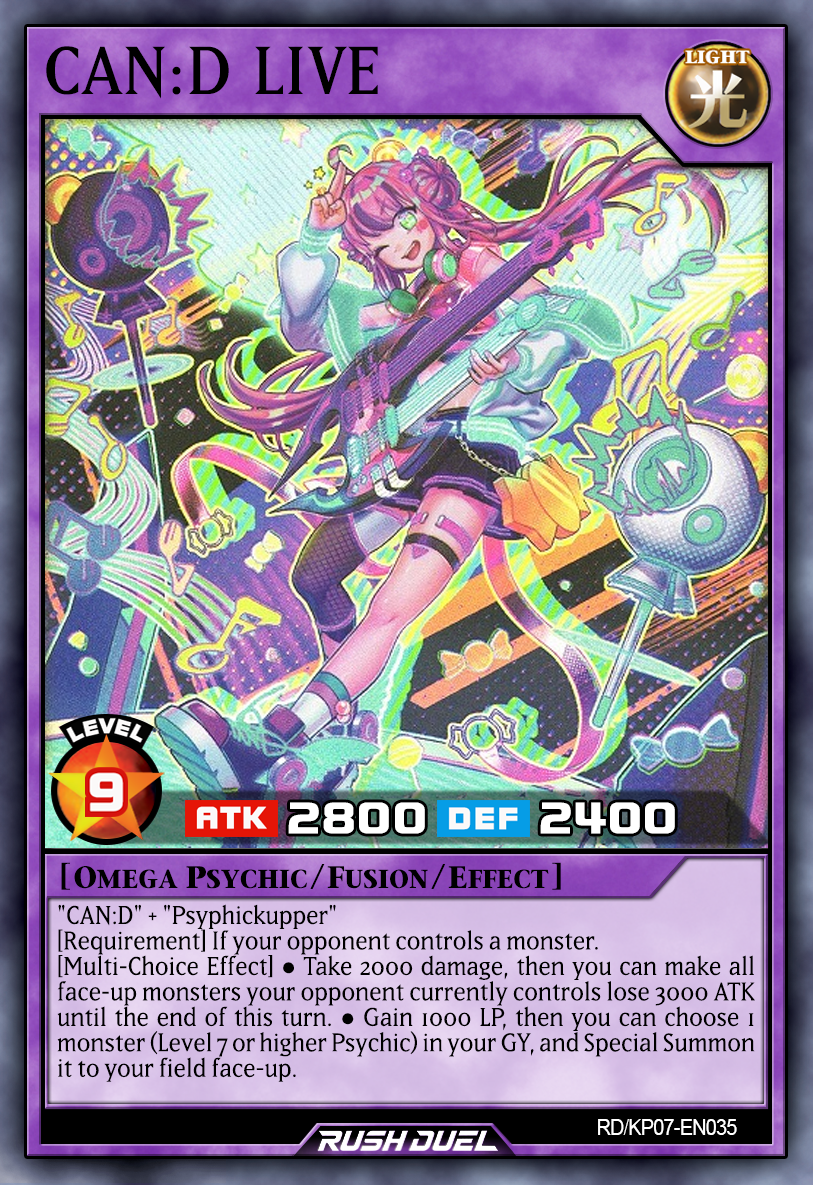 CAN:D LIVE
LIGHT
光
LEVEL
9
ATK 2800 DEF 2400
[OMEGA PSYCHIC/FUSION/EFFECT]
"CAN:D" + "Psyphickupper"
[Requirement] If your opponent controls a monster.
[Multi-Choice Effect] ● Take 2000 damage, then you can make all
face-up monsters your opponent currently controls lose 3000 ATK
until the end of this turn. ● Gain 1000 LP, then you can choose 1
monster (Level 7 or higher Psychic) in your GY, and Special Summon
it to your field face-up.
RD/KP07-EN035
RUSH DUEL